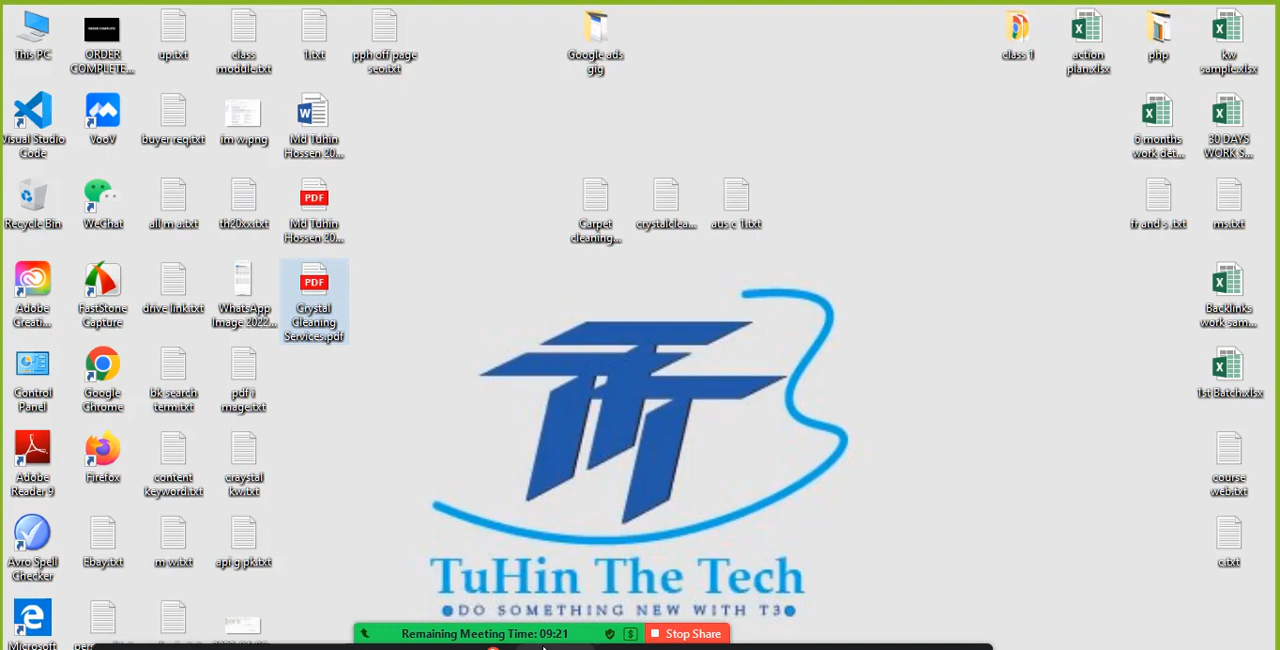 This PC
ORDER
COMPLETE...
up.txt
class
module.txt
1.txt
pph off page
seo.txt
Google ads
gig
class 1
action
plan.xlsx
php
kw
sample.xlsx
Visual Studio
Code
VooV
buyer req.txt
im w.png
Md Tuhin
Hossen 20...
6 months
work det...
30 DAYS
WORK S...
Recycle Bin
WeChat
all m a.txt
th20xx.txt
PDF
Md Tuhin
Hossen 20...
Carpet
cleaning...
crystalclea...
aus c 1.txt
fr and s .txt
ms.txt
Adobe
Creati...
FastStone
Capture
drive link.txt
WhatsApp
Image 2022...
PDF
Crystal
Cleaning
Services.pdf
Backlinks
work sam...
Control
Panel
Google
Chrome
bk search
term.txt
pdf i
mage.txt
1st Batch.xlsx
Adobe
Reader 9
Firefox
content
keyword.txt
craystal
kw.txt
course
web.txt
Avro Spell
Checker
Ebay.txt
m w.txt
api g pk.txt
c.txt
Microsoft
TuHin The Tech
DO SOMETHING NEW WITH T3
Remaining Meeting Time: 09:21
Stop Share